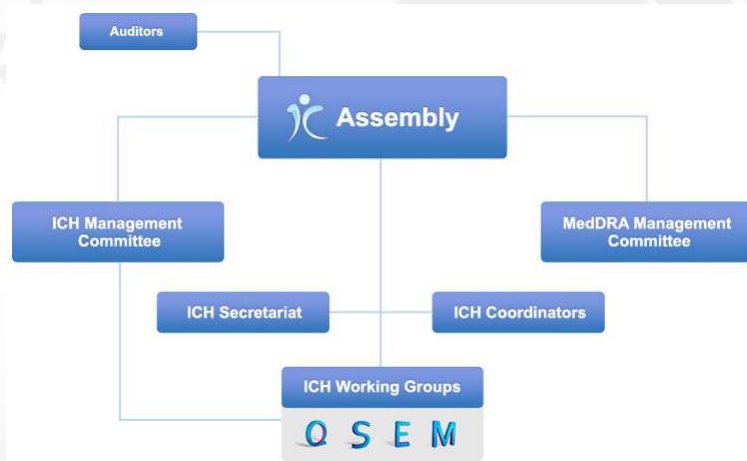 Auditors
Assembly
ICH Management
Committee
MedDRA Management
Committee
ICH Secretariat
ICH Coordinators
ICH Working Groups
Q S E M